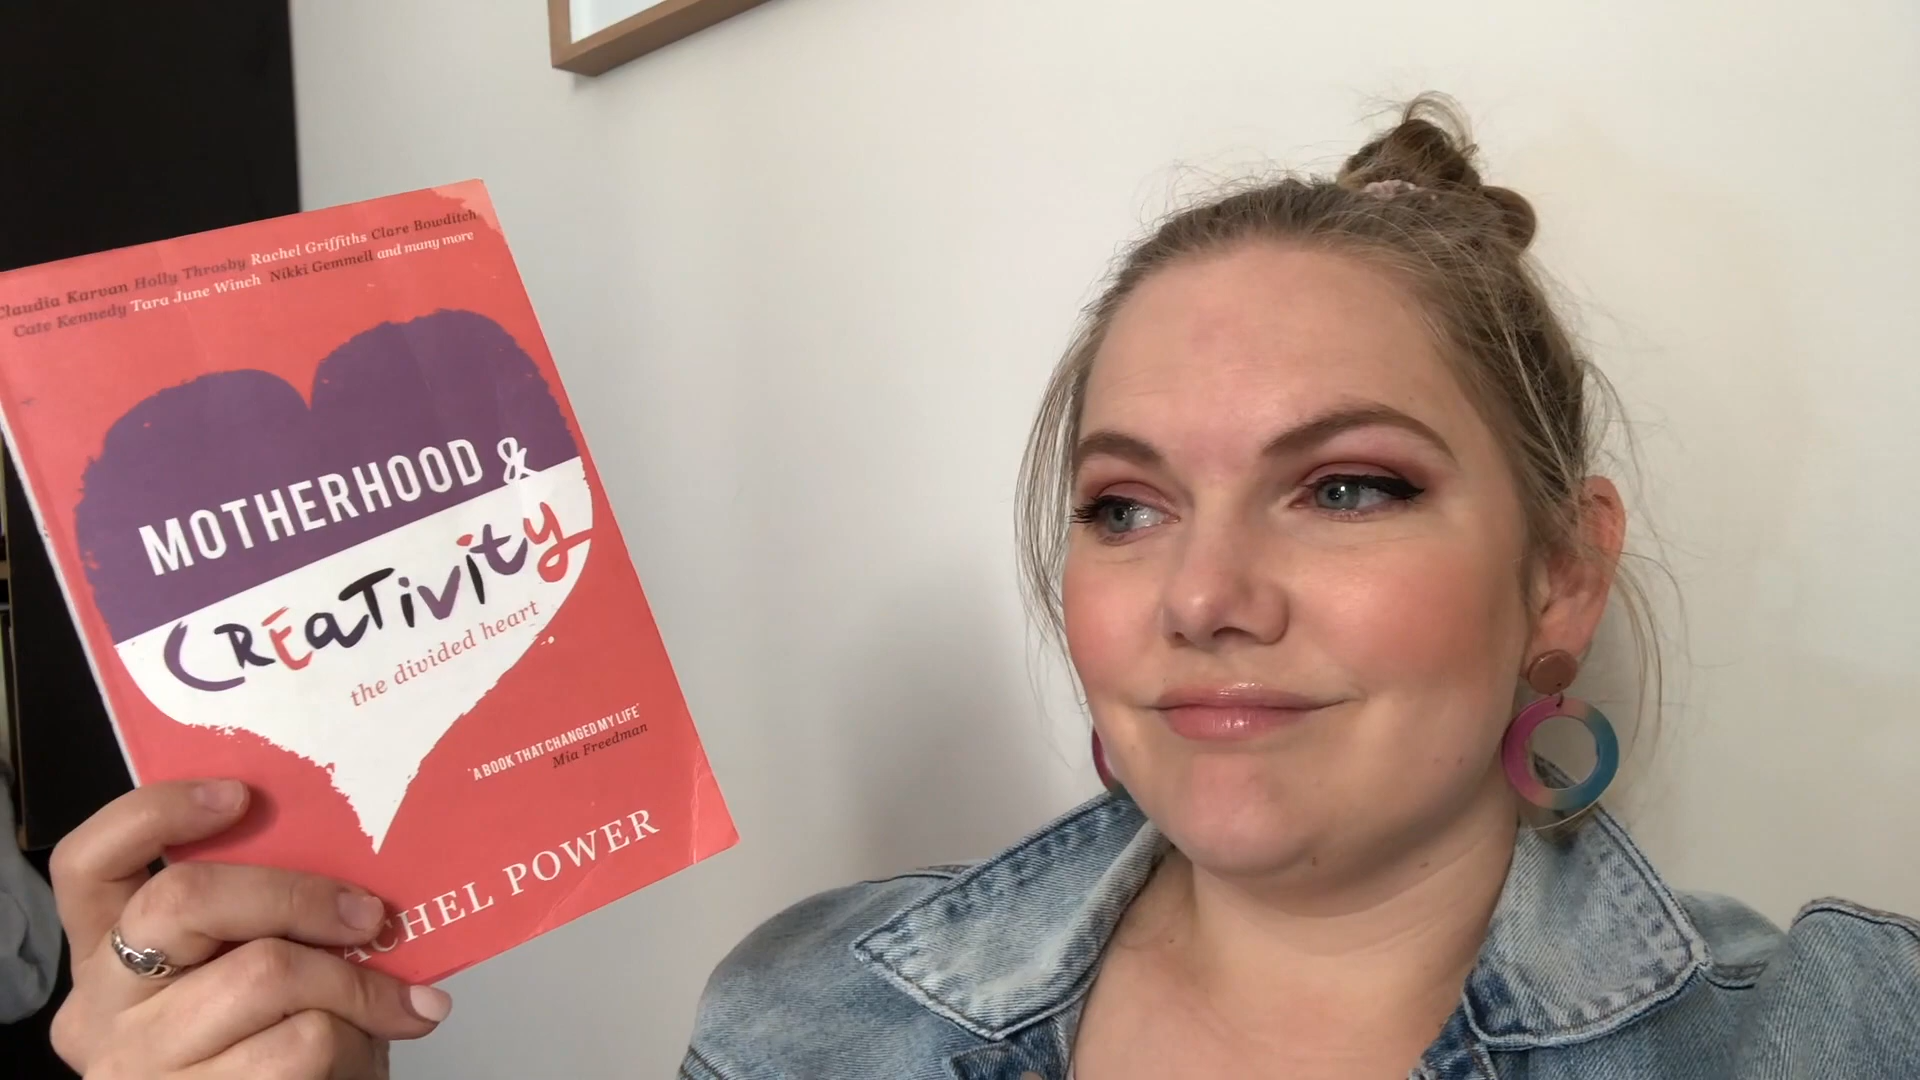 Claudia Karvan Holly Throsby Rachel Griffiths Clare Bowditch
Cate Kennedy Tara June Winch Nikki Gemmell and many more
MOTHERHOOD &
CREaTivity
the divided heart
'A BOOK THAT CHANGED MY LIFE'
Mia Freedman
ACHEL POWER